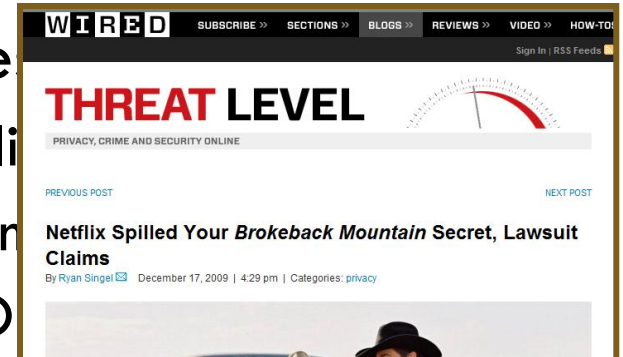 WIRED SUBSCRIBE >> SECTIONS >> BLOGS >> REVIEWS >> VIDEO >> HOW-TOS
Sign In | RSS Feeds
THREAT LEVEL
PRIVACY, CRIME AND SECURITY ONLINE
PREVIOUS POST NEXT POST
Netflix Spilled Your Brokeback Mountain Secret, Lawsuit
Claims
By Ryan Singel December 17, 2009 | 4:29 pm | Categories: privacy